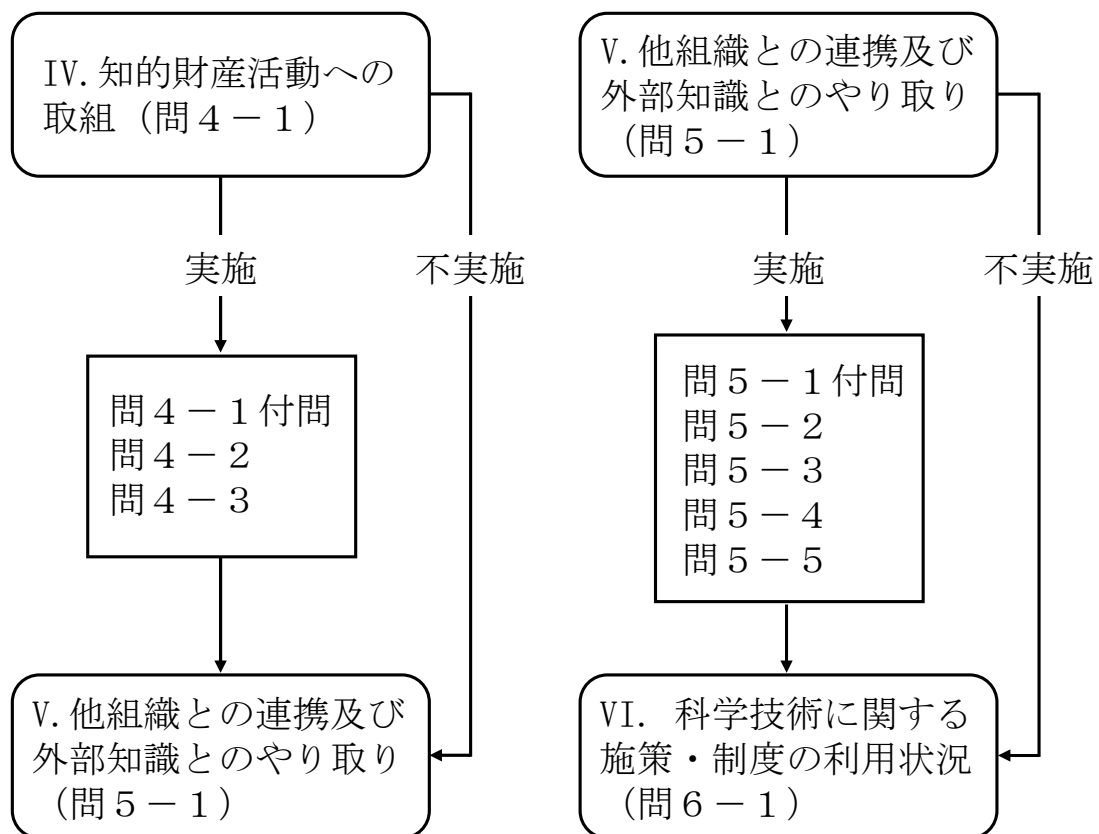 IV.知的財産活動への
取組（問４－１）
実施
不実施
問４－１付問
問４－２
問４－３
V.他組織との連携及び
外部知識とのやり取り
（問５－１）
V.他組織との連携及び
外部知識とのやり取り
（問５－１）
実施
不実施
問５－１付問
問５－２
問５－３
問５－４
問５－５
VI. 科学技術に関する
施策・制度の利用状況
（問６－１）